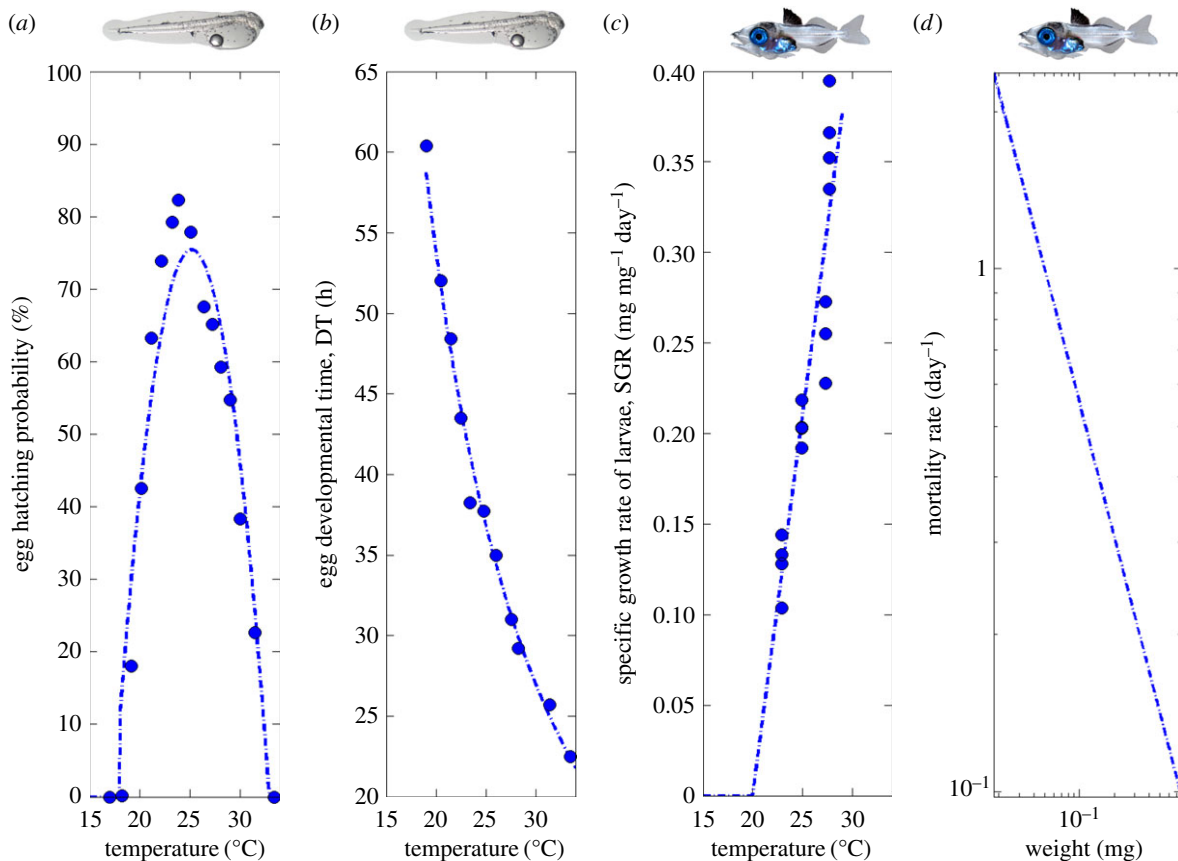 (a)
(b)
(c)
(d)
egg hatching probability (%)
100
90
80
70
60
50
40
30
20
10
0
15 20 25 30
temperature (°C)
egg developmental time, DT (h)
65
60
55
50
45
40
35
30
25
20
15 20 25 30
temperature (°C)
specific growth rate of larvae, SGR (mg mg⁻¹ day⁻¹)
0.40
0.35
0.30
0.25
0.20
0.15
0.10
0.05
0
15 20 25 30
temperature (°C)
mortality rate (day⁻¹)
1
10⁻¹
10⁻¹
weight (mg)